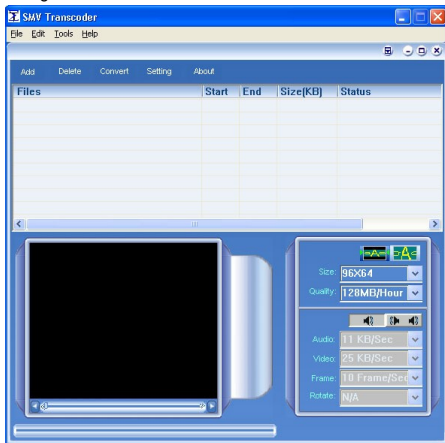 SMV Transcoder
File Edit Tools Help
Add Delete Convert Setting About
Files Start End Size(KB) Status
Size: 96X64
Quality: 128MB/Hour
Audio: 11 KB/Sec
Video: 25 KB/Sec
Frame: 10 Frame/Sec
Rotate: N/A